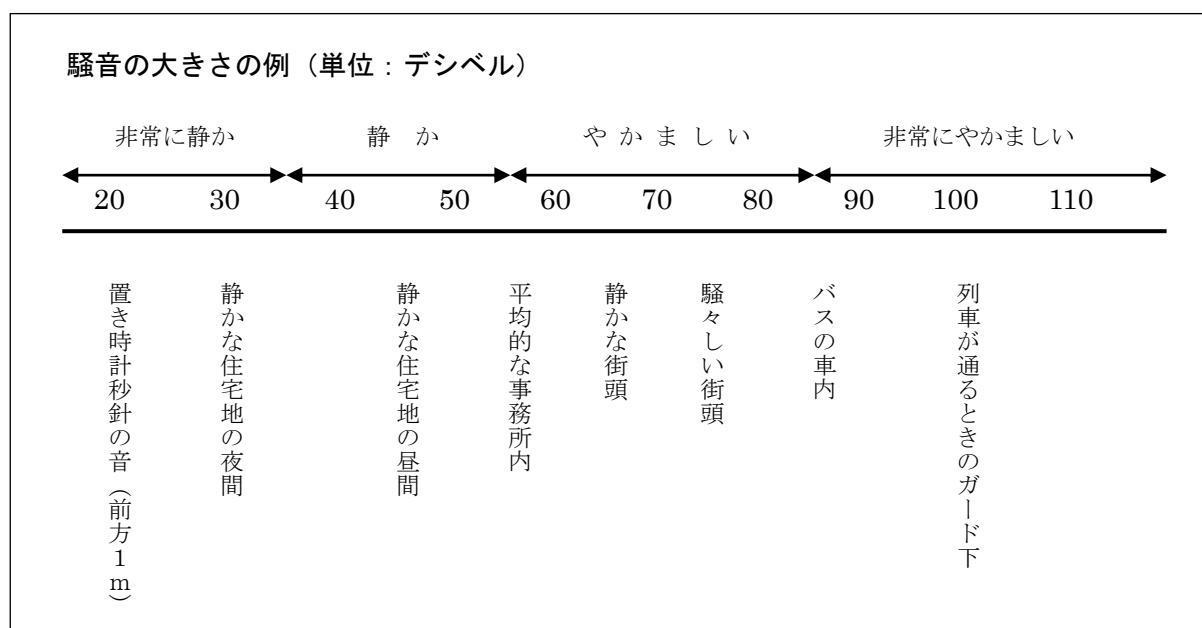 騒音の大きさの例（単位：デシベル）
非常に静か 静 か や か ま し い 非常にやかましい
20 30 40 50 60 70 80 90 100 110
置き時計秒針の音（前方1ｍ）
静かな住宅地の夜間
静かな住宅地の昼間
平均的な事務所内
静かな街頭
騒々しい街頭
バスの車内
列車が通るときのガード下